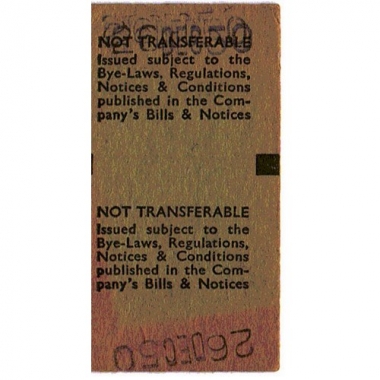 NOT TRANSFERABLE
Issued subject to the
Bye-Laws, Regulations,
Notices & Conditions
published in the Com-
pany's Bills & Notices
NOT TRANSFERABLE
Issued subject to the
Bye-Laws, Regulations,
Notices & Conditions
published in the Com-
pany's Bills & Notices
26DEC50